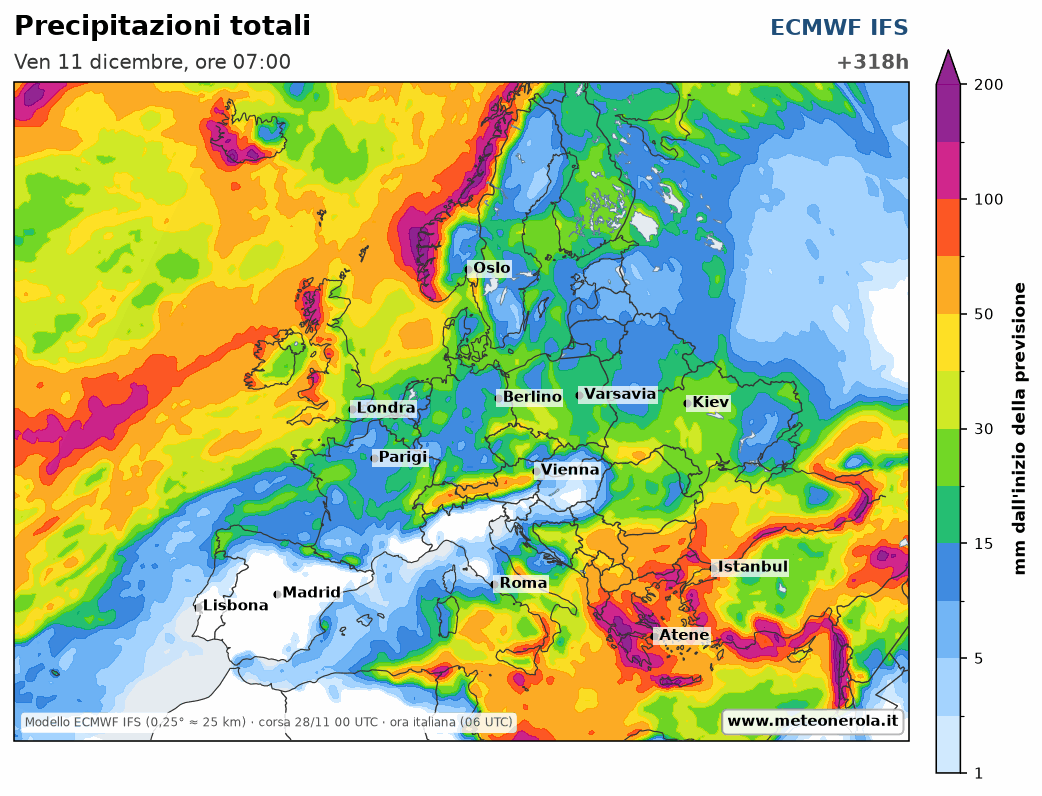 Precipitazioni totali
ECMWF IFS
Ven 11 dicembre, ore 07:00
+318h
200
100
50
30
15
5
1
mm dall'inizio della previsione
Oslo
Berlino
Varsavia
Kiev
Londra
Parigi
Vienna
Istanbul
Roma
Madrid
Lisbona
Atene
Modello ECMWF IFS (0,25° ≈ 25 km) · corsa 28/11 00 UTC · ora italiana (06 UTC)
www.meteonerola.it